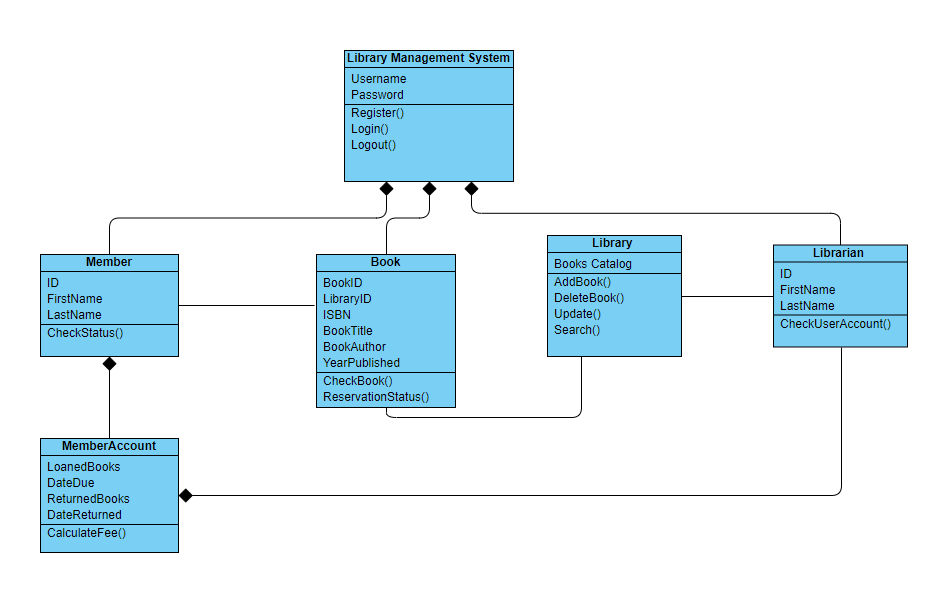 Library Management System
Username
Password
Register()
Login()
Logout()
Member
ID
FirstName
LastName
CheckStatus()
Book
BookID
LibraryID
ISBN
BookTitle
BookAuthor
YearPublished
CheckBook()
ReservationStatus()
Library
Books Catalog
AddBook()
DeleteBook()
Update()
Search()
Librarian
ID
FirstName
LastName
CheckUserAccount()
MemberAccount
LoanedBooks
DateDue
ReturnedBooks
DateReturned
CalculateFee()